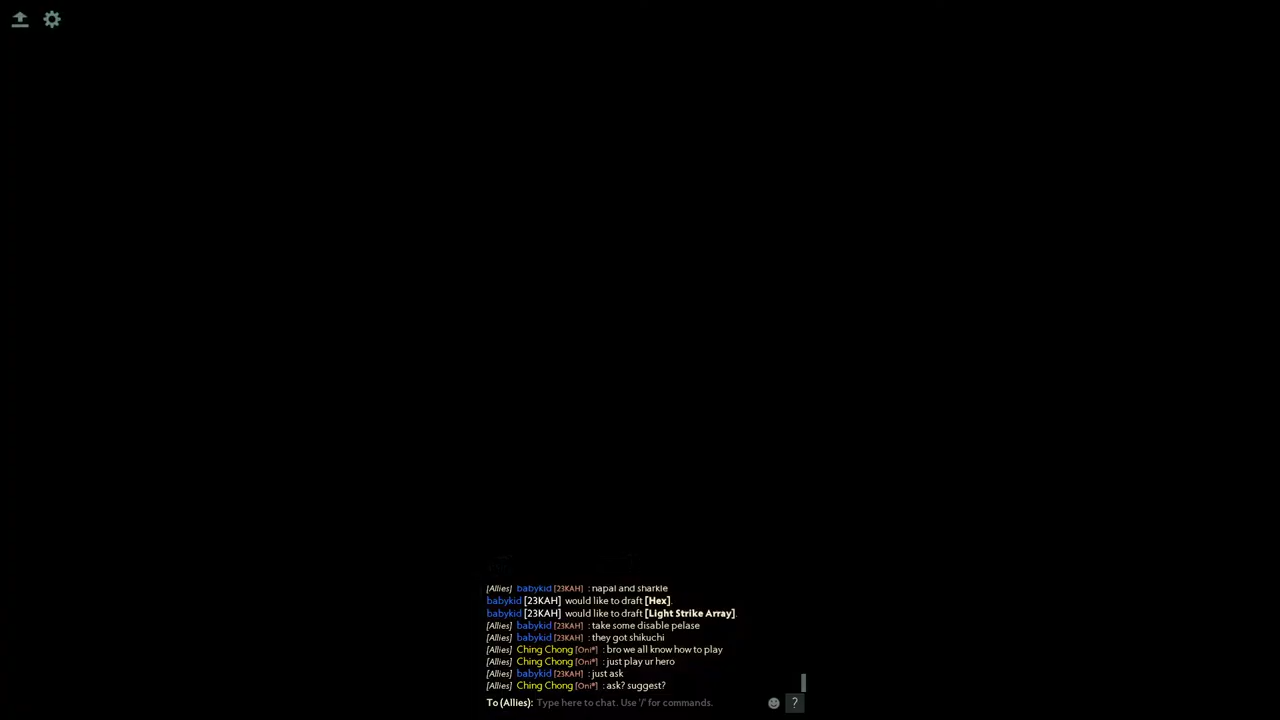 [Allies] babykid [23KAH] : napal and sharkle
babykid [23KAH] would like to draft [Hex].
babykid [23KAH] would like to draft [Light Strike Array].
[Allies] babykid [23KAH] : take some disable pelase
[Allies] babykid [23KAH] : they got shikuchi
[Allies] Ching Chong [Oni*] : bro we all know how to play
[Allies] Ching Chong [Oni*] : just play ur hero
[Allies] babykid [23KAH] : just ask
[Allies] Ching Chong [Oni*] : ask? suggest?
To (Allies): Type here to chat. Use '/' for commands. ?